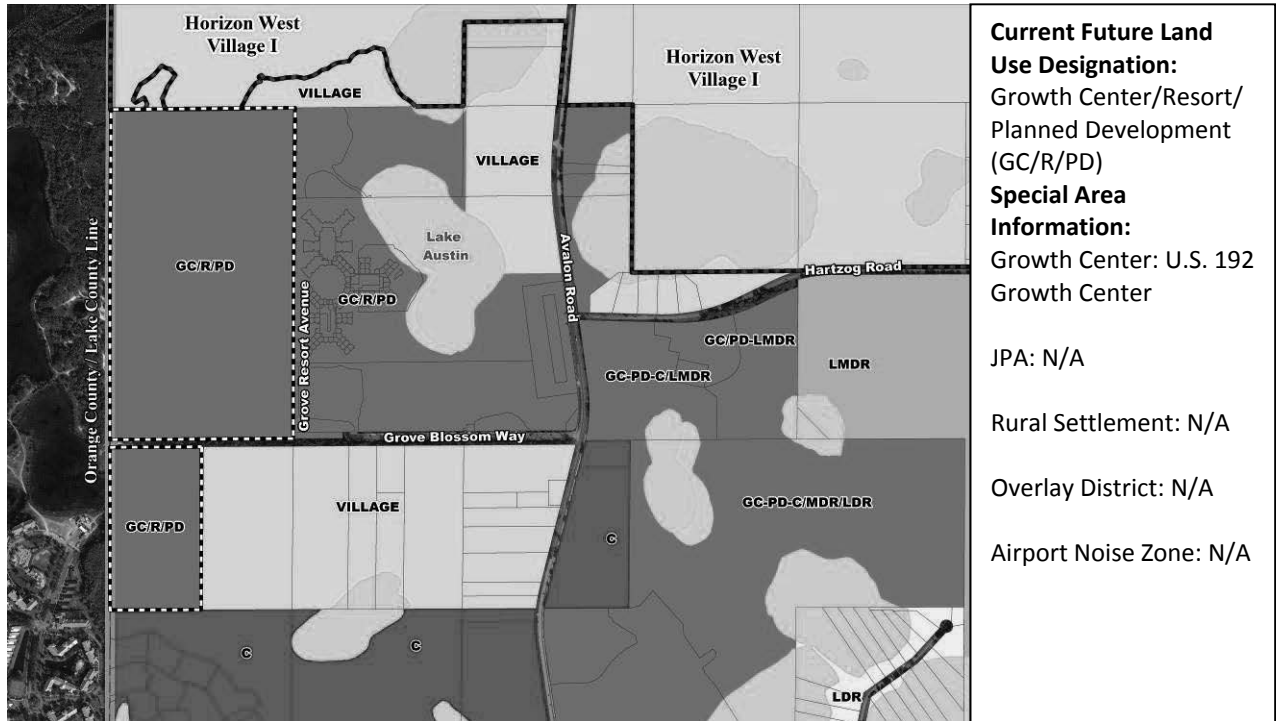 Horizon West
Village I
Horizon West
Village I
VILLAGE
VILLAGE
GC/R/PD
Orange County / Lake County Line
Grove Resort Avenue
Lake
Austin
GC/R/PD
Avalon Road
Hartzog Road
GC/PD-LMDR
GC-PD-C/LMDR
LMDR
Grove Blossom Way
GC/R/PD
VILLAGE
GC-PD-C/MDR/LDR
C
C
C
LDR
Current Future Land
Use Designation:
Growth Center/Resort/
Planned Development
(GC/R/PD)
Special Area
Information:
Growth Center: U.S. 192
Growth Center
JPA: N/A
Rural Settlement: N/A
Overlay District: N/A
Airport Noise Zone: N/A